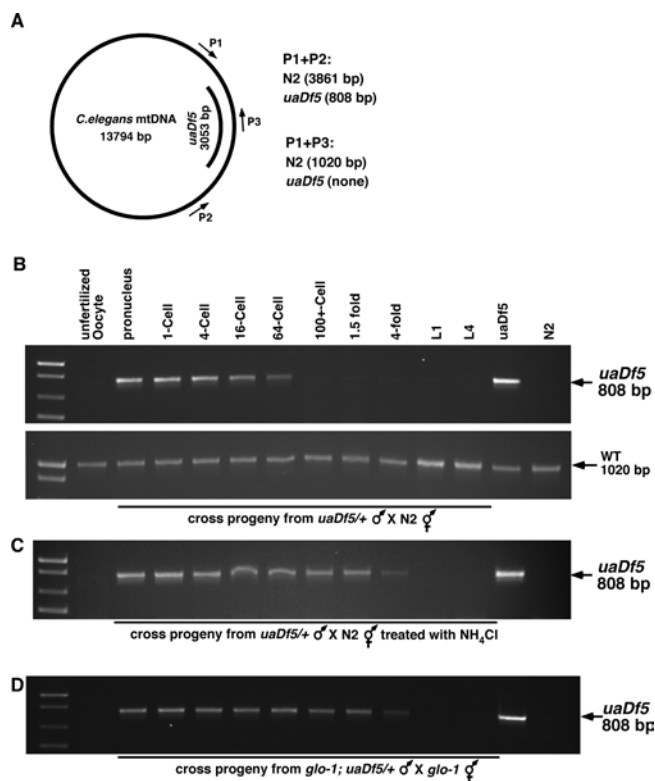 A
P1
C.elegans mtDNA
13794 bp
uaDf5
3053 bp
P3
P2
P1+P2:
N2 (3861 bp)
uaDf5 (808 bp)
P1+P3:
N2 (1020 bp)
uaDf5 (none)
B
unfertilized
Oocyte
pronucleus
1-Cell
4-Cell
16-Cell
64-Cell
100+-Cell
1.5 fold
4-fold
L1
L4
uaDf5
N2
uaDf5
808 bp
WT
1020 bp
cross progeny from uaDf5/+ ♂ X N2 ⚥
C
uaDf5
808 bp
cross progeny from uaDf5/+ ♂ X N2 ⚥ treated with NH4Cl
D
uaDf5
808 bp
cross progeny from glo-1; uaDf5/+ ♂ X glo-1 ⚥